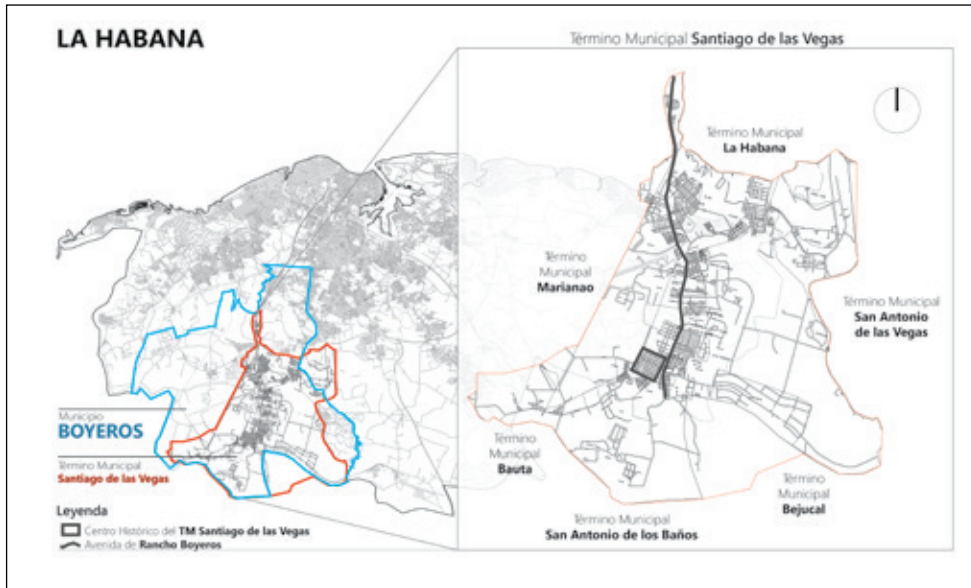 LA HABANA
Término Municipal Santiago de las Vegas
Término Municipal
La Habana
Término
Municipal
Marianao
Término Municipal
San Antonio
de las Vegas
Municipio
BOYEROS
Término Municipal
Santiago de las Vegas
Término
Municipal
Bauta
Término
Municipal
Bejucal
Término Municipal
San Antonio de los Baños
Leyenda
Centro Histórico del TM Santiago de las Vegas
Avenida de Rancho Boyeros